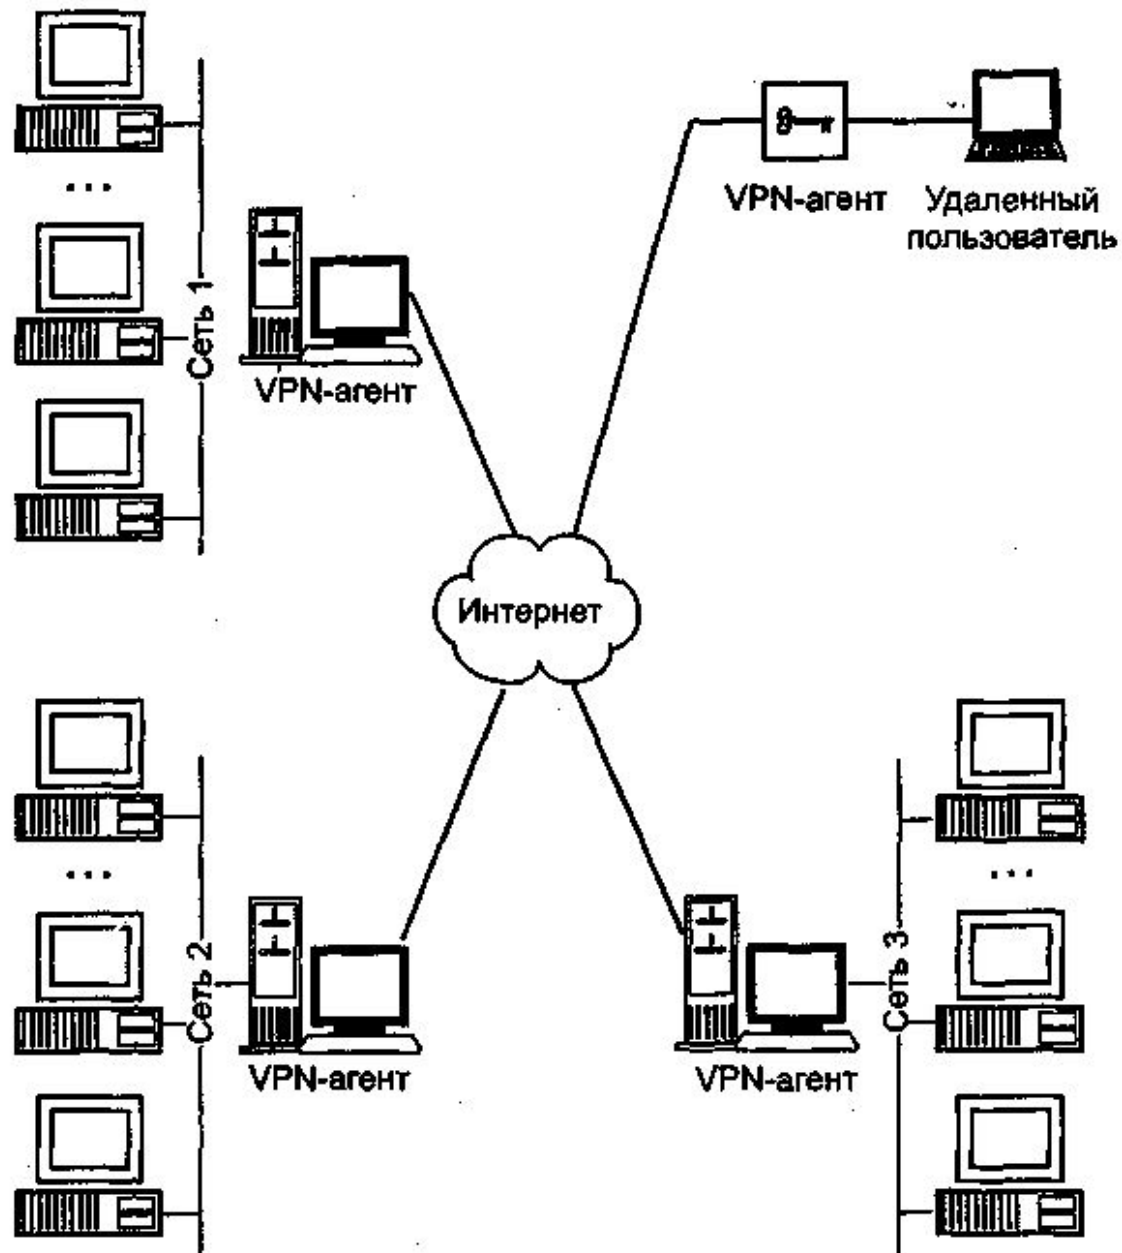 VPN-агент
Удаленный
пользователь
Сеть 1
VPN-агент
Интернет
Сеть 2
VPN-агент
Сеть 3
VPN-агент